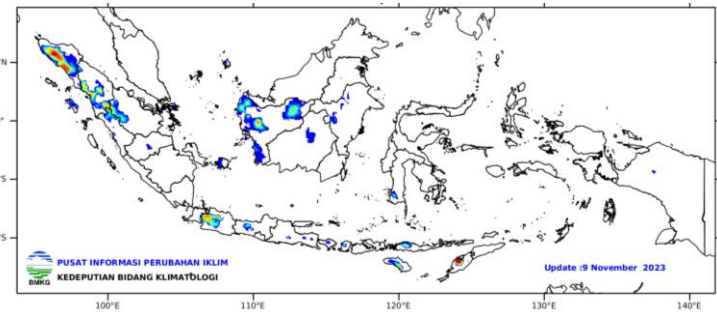 °N
°
°S
°S
PUSAT INFORMASI PERUBAHAN IKLIM
KEDEPUTIAN BIDANG KLIMATOLOGI
BMKG
Update :9 November 2023
100°E
110°E
120°E
130°E
140°E